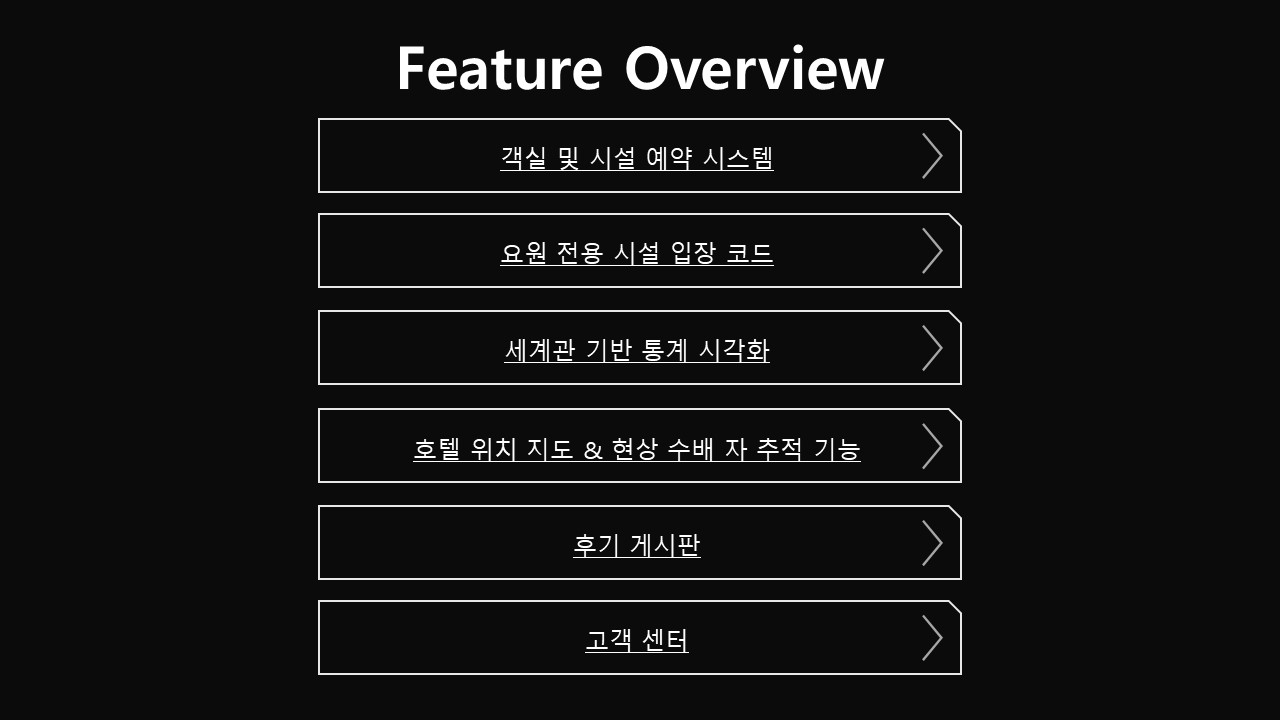 Feature Overview
객실 및 시설 예약 시스템
요원 전용 시설 입장 코드
세계관 기반 통계 시각화
호텔 위치 지도 & 현상 수배 자 추적 기능
후기 게시판
고객 센터